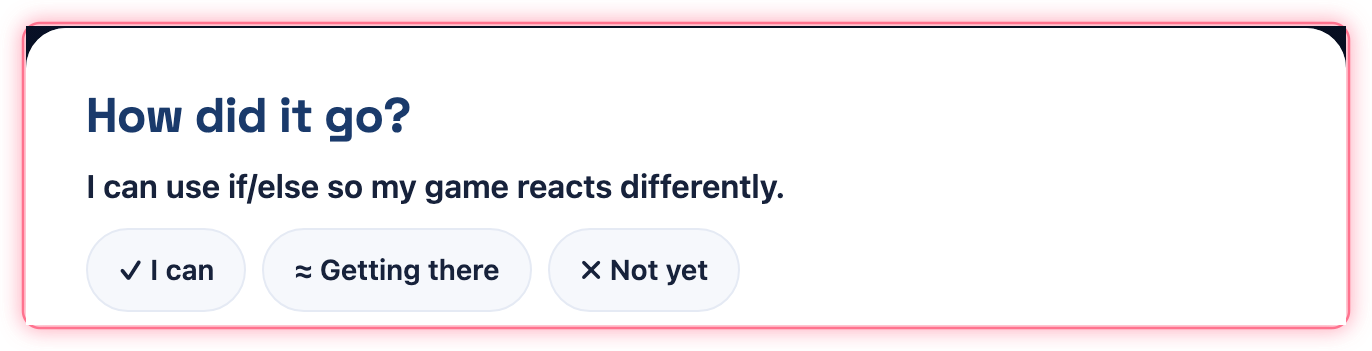 How did it go?
I can use if/else so my game reacts differently.
✓ I can ≈ Getting there ✕ Not yet